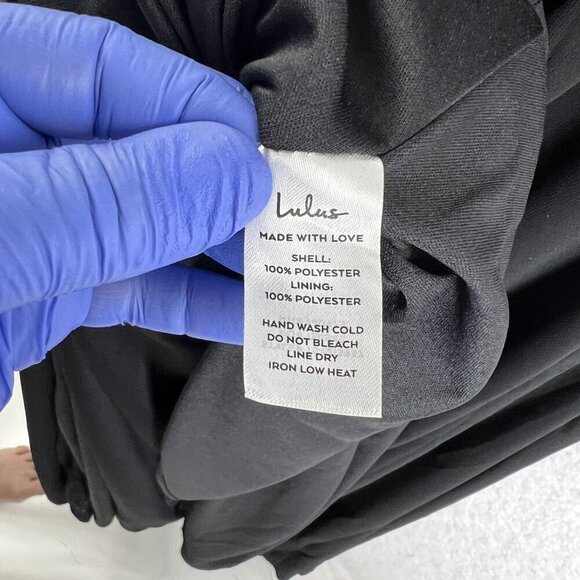 Lulus
MADE WITH LOVE
SHELL:
100% POLYESTER
LINING:
100% POLYESTER
HAND WASH COLD
DO NOT BLEACH
LINE DRY
IRON LOW HEAT